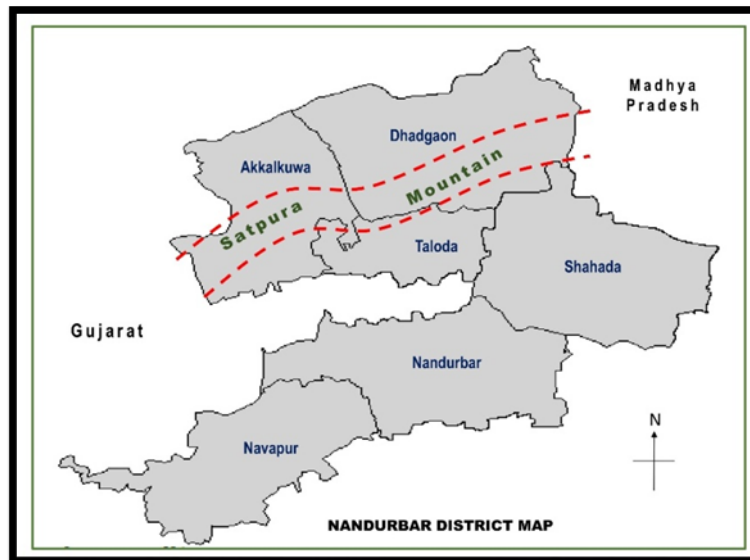 Madhya
Pradesh
Dhadgaon
Akkalkuwa
Satpura Mountain
Taloda
Shahada
Gujarat
Nandurbar
Navapur
N
NANDURBAR DISTRICT MAP